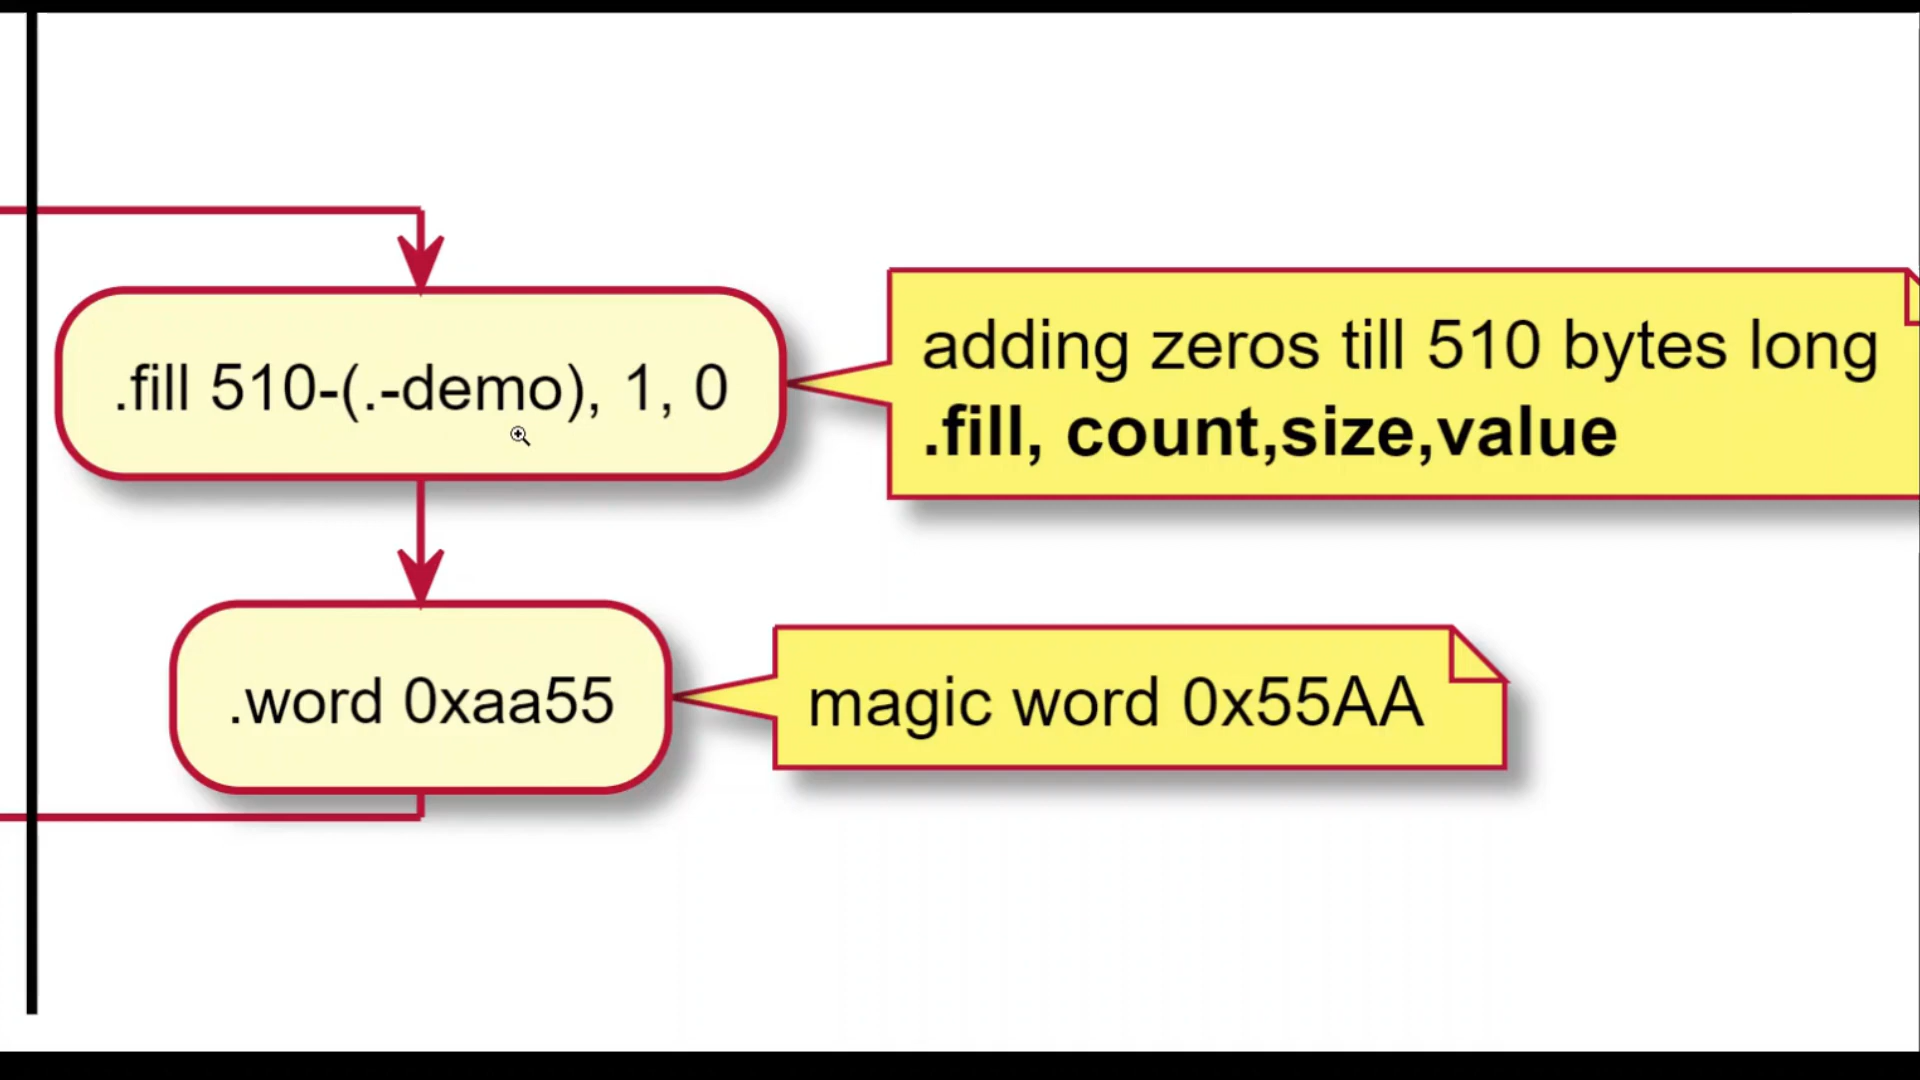 .fill 510-(.-demo), 1, 0
adding zeros till 510 bytes long
.fill, count,size,value
.word 0xaa55
magic word 0x55AA